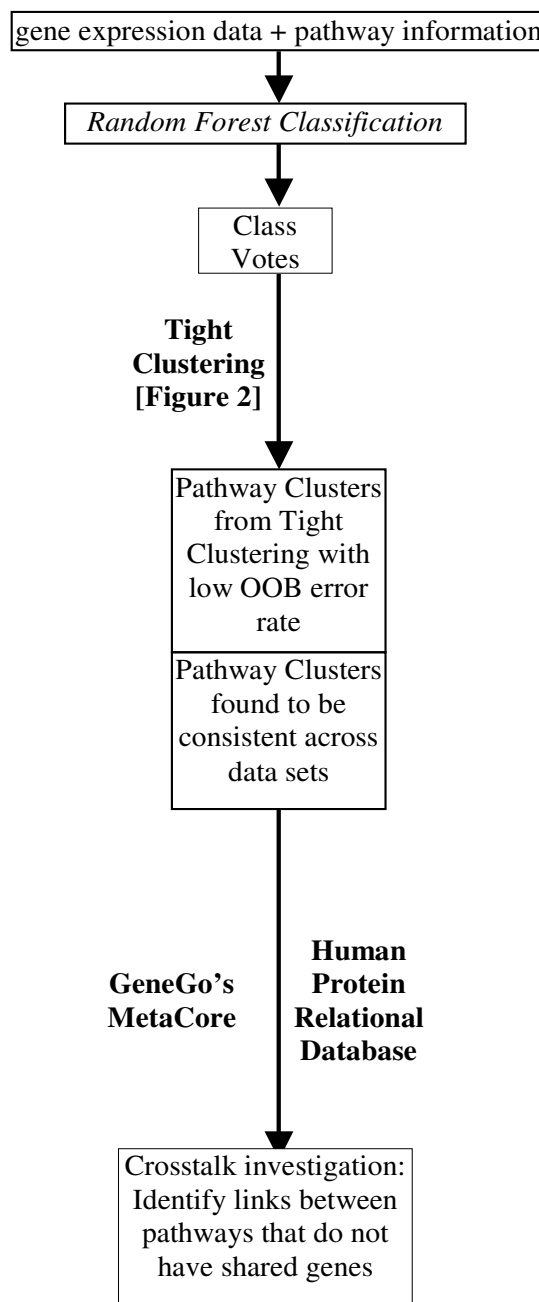 gene expression data + pathway information
Random Forest Classification
Class
Votes
Tight
Clustering
[Figure 2]
Pathway Clusters
from Tight
Clustering with
low OOB error
rate
Pathway Clusters
found to be
consistent across
data sets
GeneGo's
MetaCore
Human
Protein
Relational
Database
Crosstalk investigation:
Identify links between
pathways that do not
have shared genes